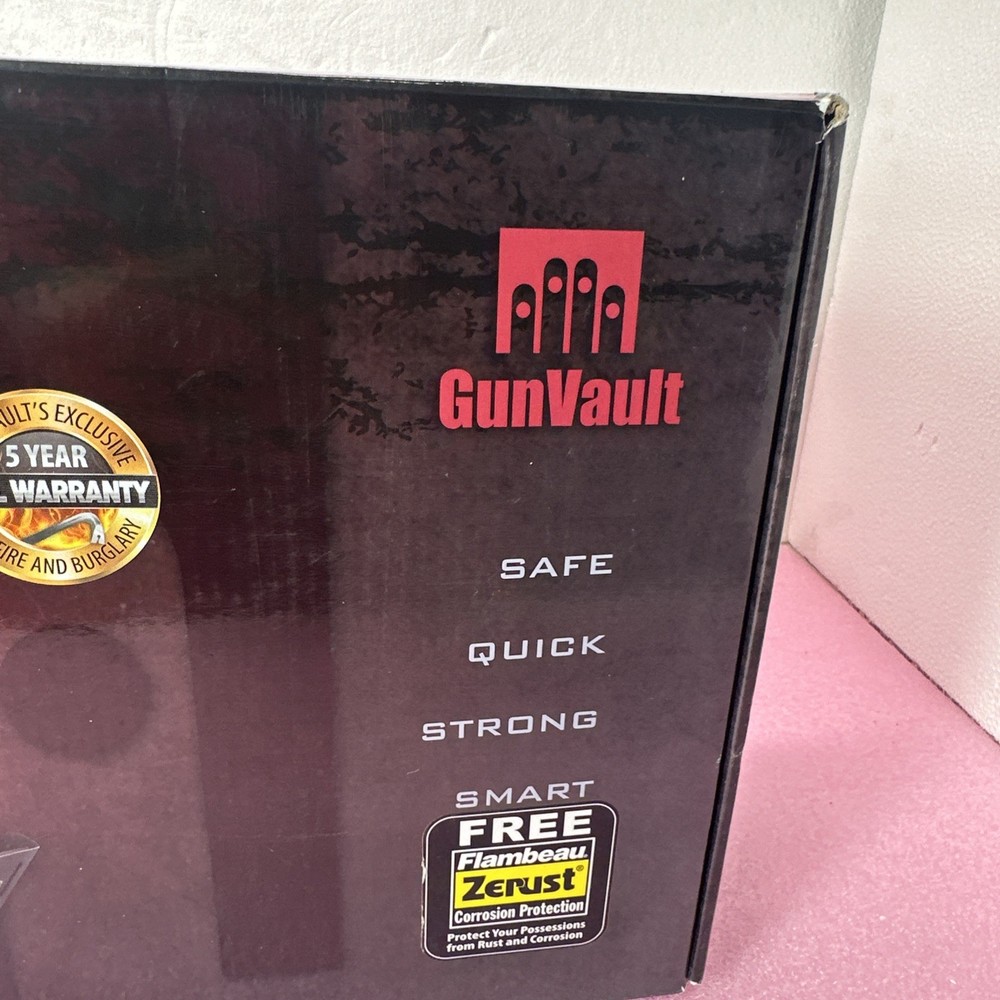 GunVault
ULT'S EXCLUSIVE
5 YEAR
WARRANTY
FIRE AND BURGLARY
SAFE
QUICK
STRONG
SMART
FREE
Flambeau.
Zerust®
Corrosion Protection
Protect Your Possessions
from Rust and Corrosion